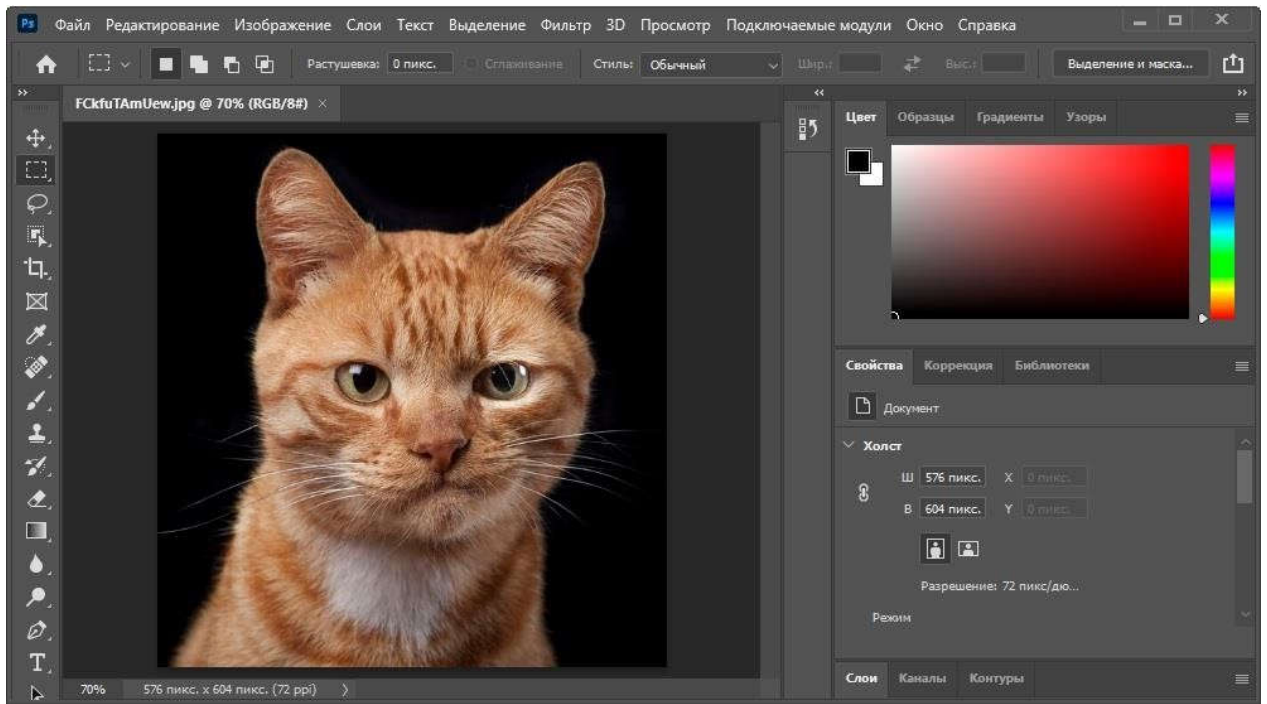 Ps Файл Редактирование Изображение Слои Текст Выделение Фильтр 3D Просмотр Подключаемые модули Окно Справка
Растушевка: 0 пикс. Сглаживание Стиль: Обычный Шир.: Выс.: Выделение и маска...
FCkfuTAmUew.jpg @ 70% (RGB/8#) ×
Цвет Образцы Градиенты Узоры
Свойства Коррекция Библиотеки
Документ
Холст
Ш 576 пикс. X 0 пикс.
В 604 пикс. Y 0 пикс.
Разрешение: 72 пикс/дю...
Режим
Слои Каналы Контуры
70% 576 пикс. x 604 пикс. (72 ppi)